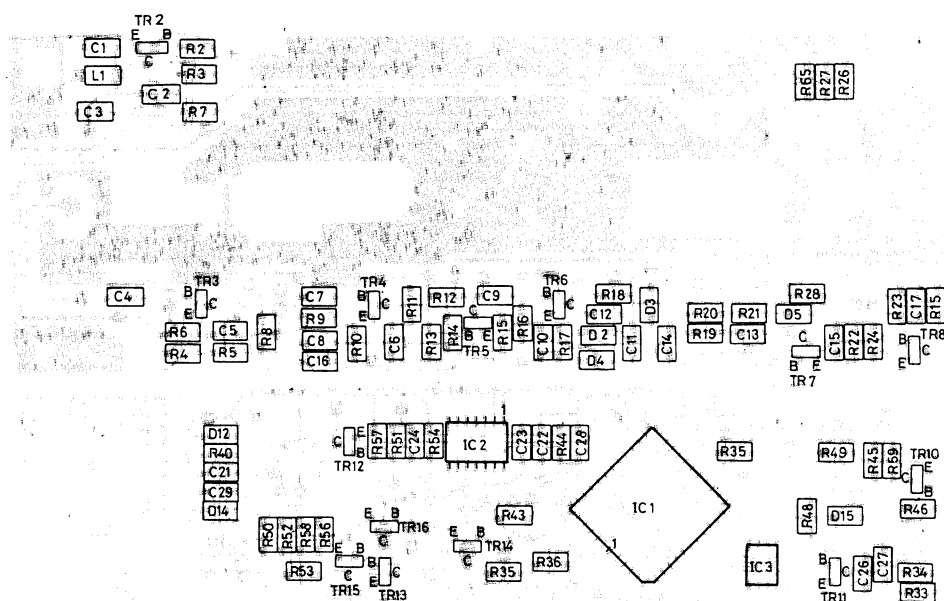 TR2
E B
C1 R2
C
L1 R3
C2
C3 R7
R65 R27 R26
TR3 TR4 TR6
C4 B C C7 B C R11 R12 C9 B C R18 D3 R28 R23 C17 R15
E R9 E C R16 E C12 R20 R21 D5
R6 C5 R8 C8 R10 C6 R13 R14 B E R15 C10 R17 D2 C11 C14 R19 C13 C C15 R22 R24 B C TR8
R4 R5 C16 TR5 D4 B E E
TR7
1
D12 E R57 R51 C24 R54 IC2 C23 C22 R44 C28
R40 C B R35 R49 R45 R59 TR10
C21 TR12 E
C29 C B
D14 R43 IC1 R48 D15 R46
E B
R50 R52 R58 R56 C TR16
E B E B 1
C TR14
R53 C B C R35 R36 IC3 B C C26 C27 R34
TR15 E TR13 E R33
TR11